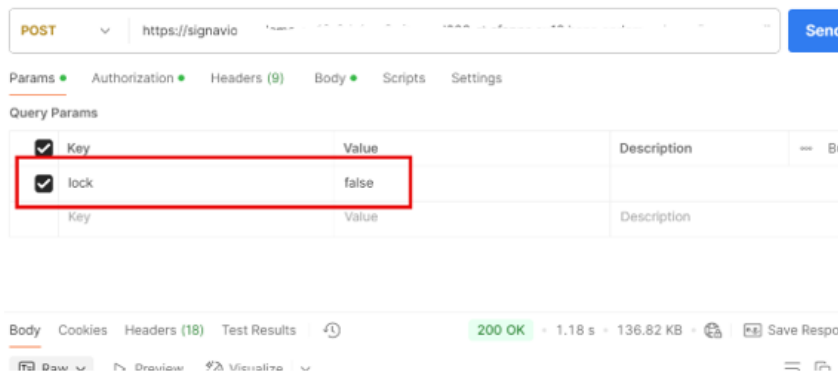 POST https://signavio Send
Params Authorization Headers (9) Body Scripts Settings
Query Params
Key Value Description
lock false
Key Value Description
Body Cookies Headers (18) Test Results 200 OK 1.18 s 136.82 KB e.g. Save Respo
Raw Preview Visualize